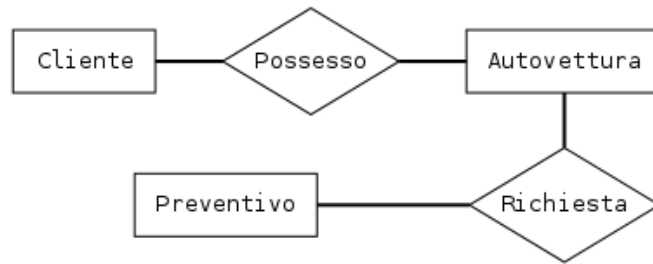 Cliente
Possesso
Autovettura
Preventivo
Richiesta